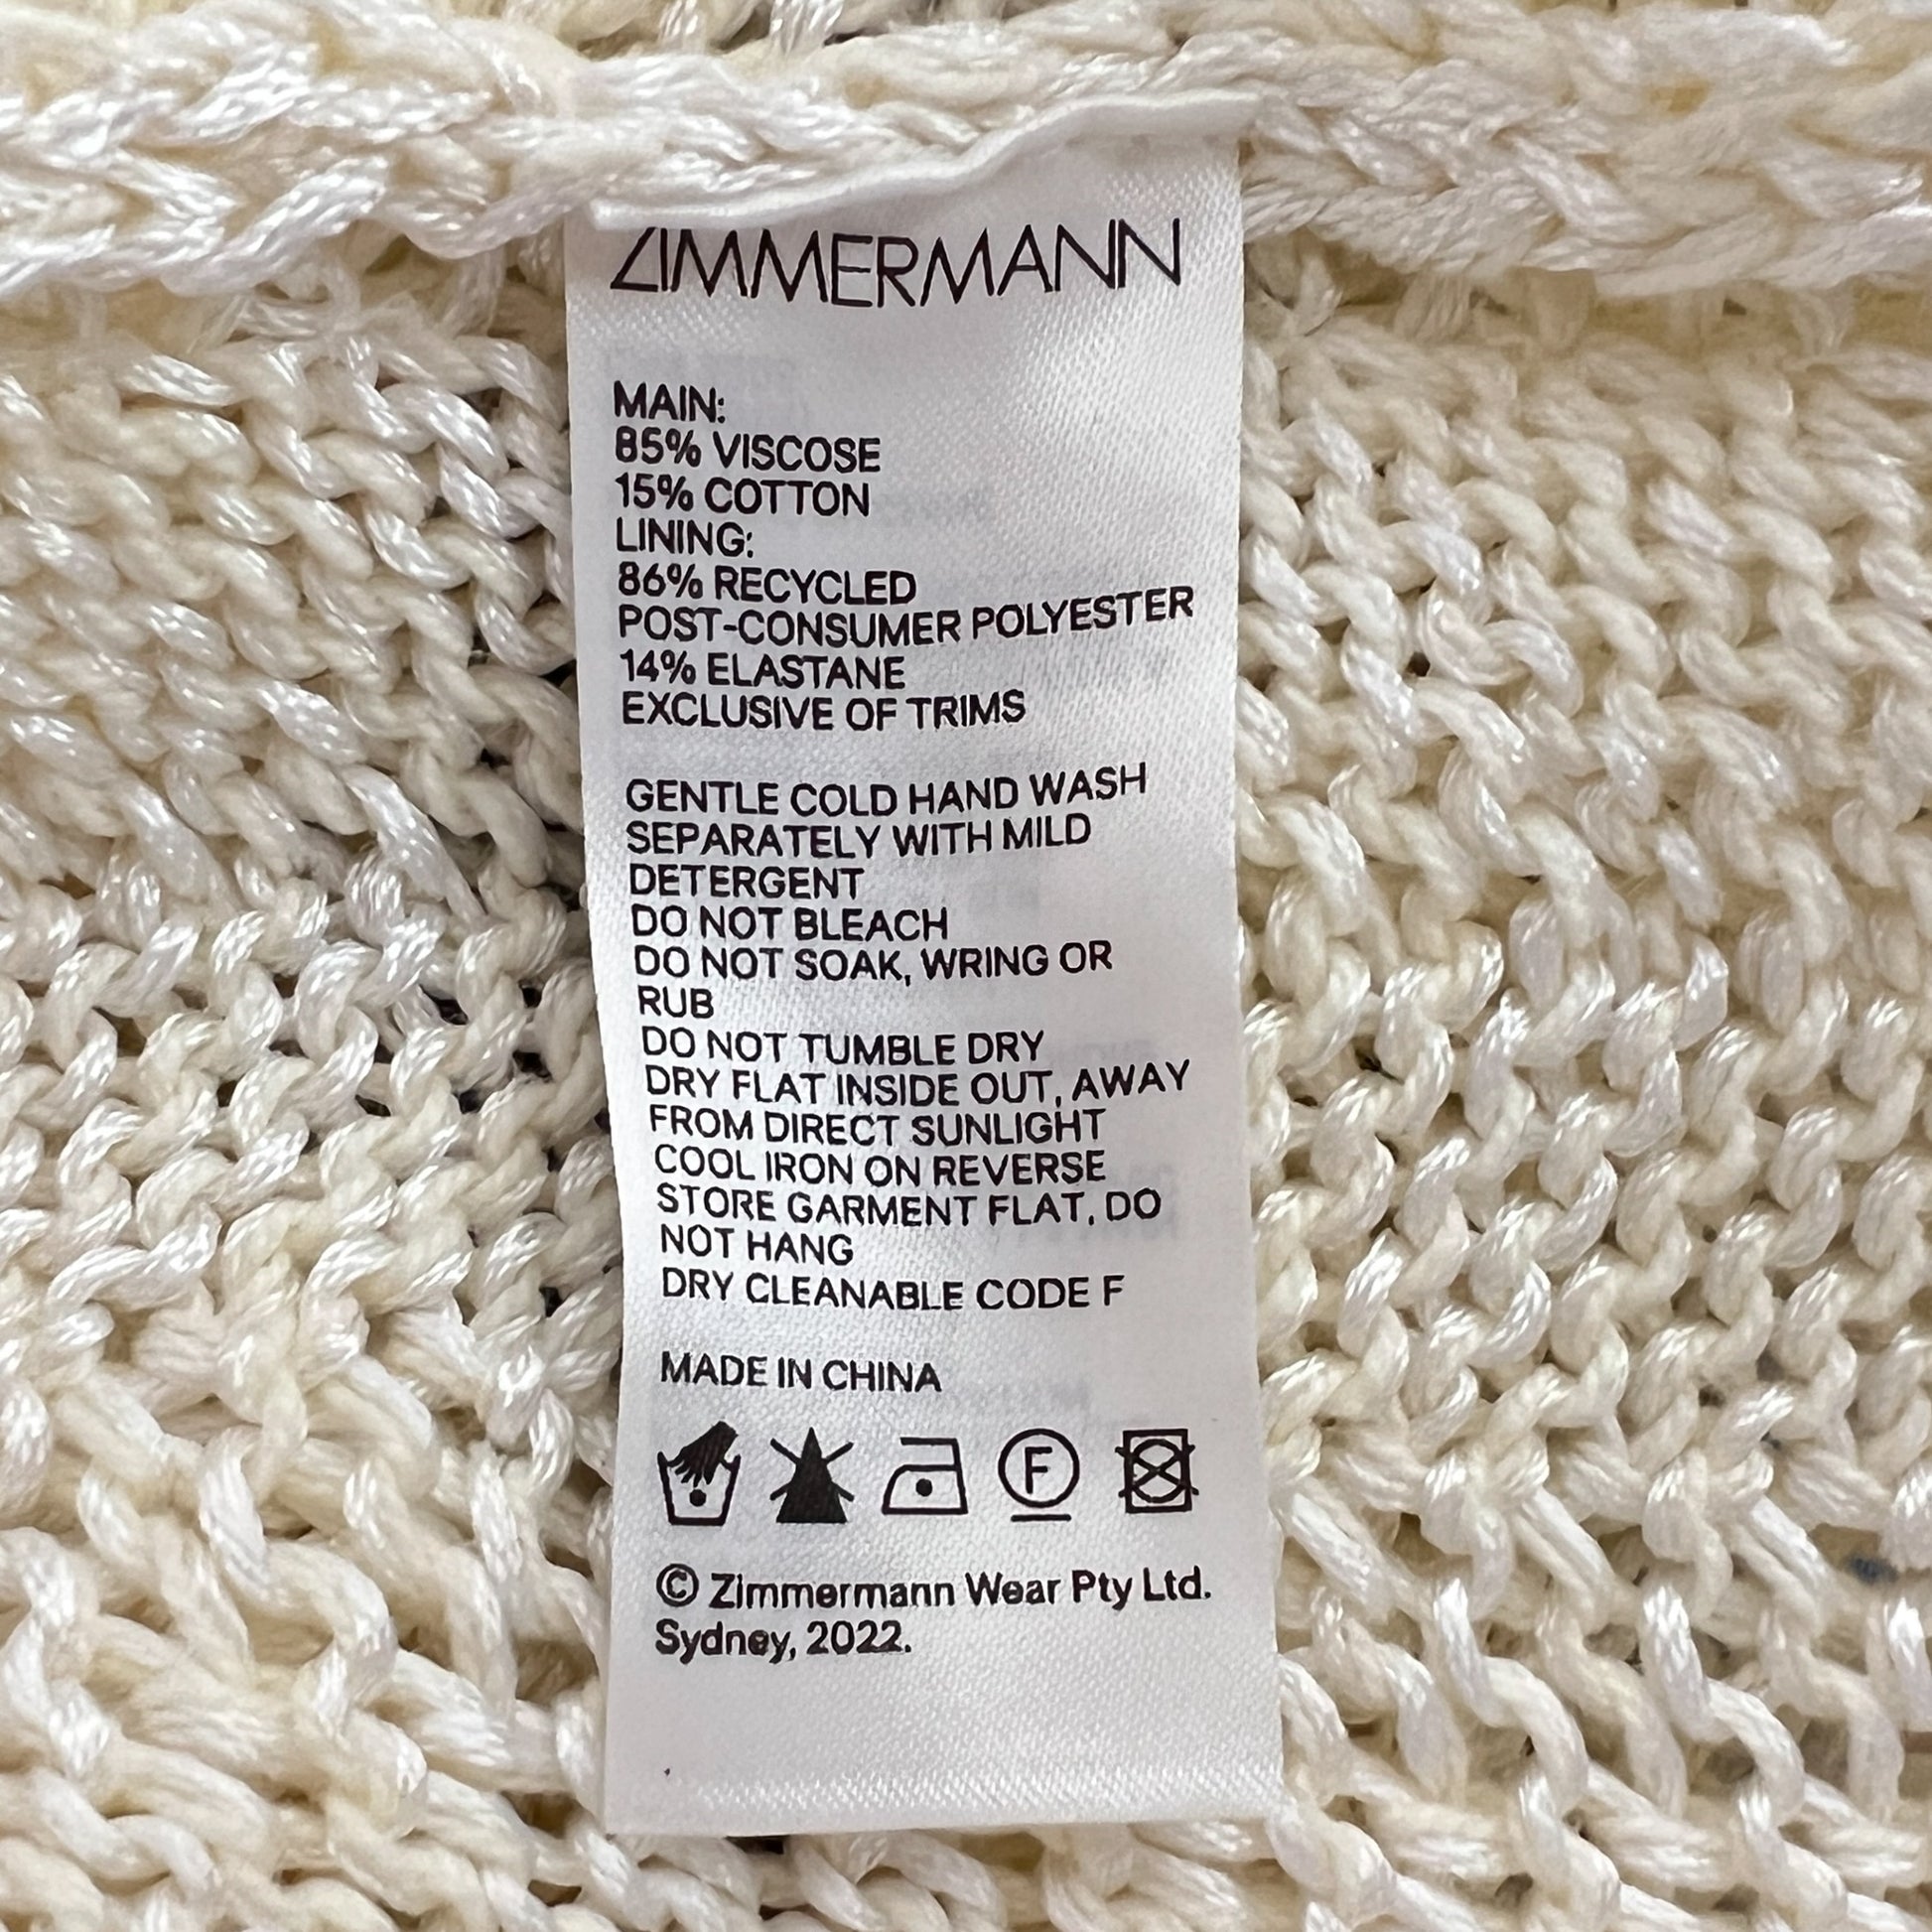 ZIMMERMANN
MAIN:
85% VISCOSE
15% COTTON
LINING:
86% RECYCLED
POST-CONSUMER POLYESTER
14% ELASTANE
EXCLUSIVE OF TRIMS
GENTLE COLD HAND WASH
SEPARATELY WITH MILD
DETERGENT
DO NOT BLEACH
DO NOT SOAK, WRING OR
RUB
DO NOT TUMBLE DRY
DRY FLAT INSIDE OUT, AWAY
FROM DIRECT SUNLIGHT
COOL IRON ON REVERSE
STORE GARMENT FLAT, DO
NOT HANG
DRY CLEANABLE CODE F
MADE IN CHINA
F
© Zimmermann Wear Pty Ltd.
Sydney, 2022.